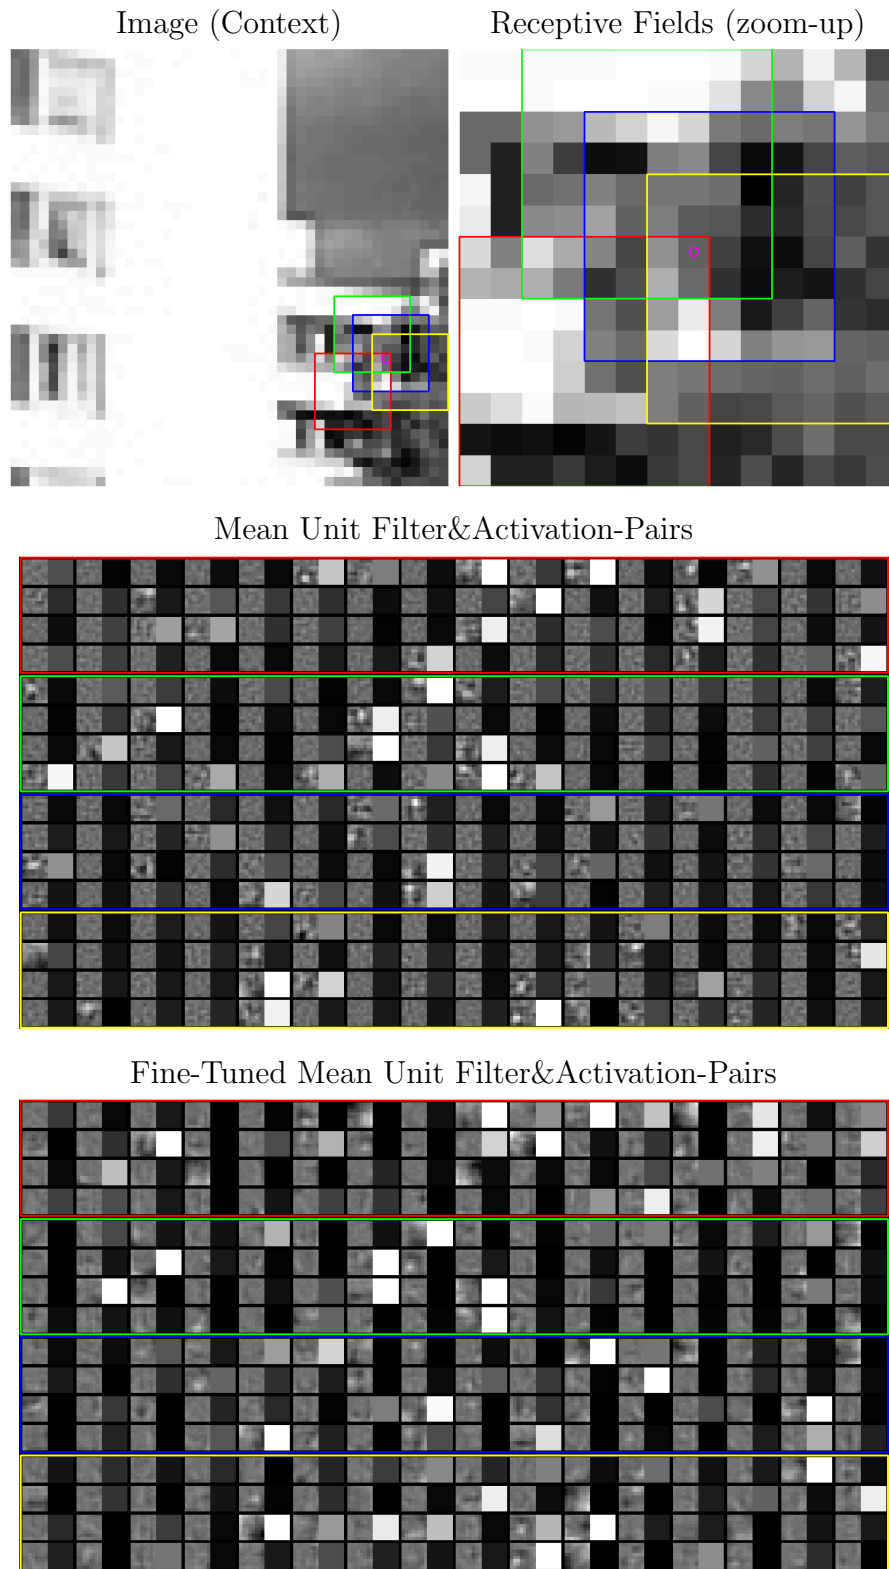 Image (Context)
Receptive Fields (zoom-up)
Mean Unit Filter&Activation-Pairs
Fine-Tuned Mean Unit Filter&Activation-Pairs